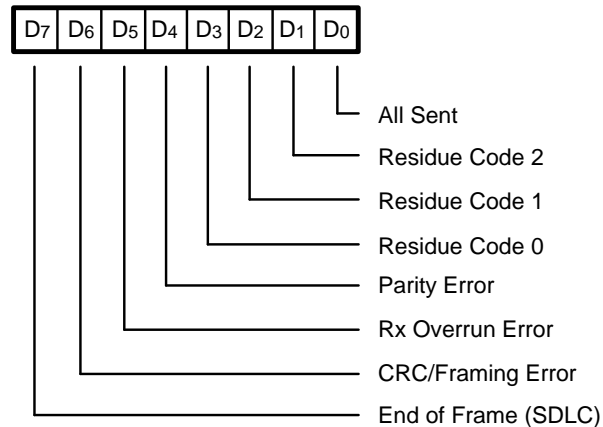 D7 D6 D5 D4 D3 D2 D1 D0
All Sent
Residue Code 2
Residue Code 1
Residue Code 0
Parity Error
Rx Overrun Error
CRC/Framing Error
End of Frame (SDLC)